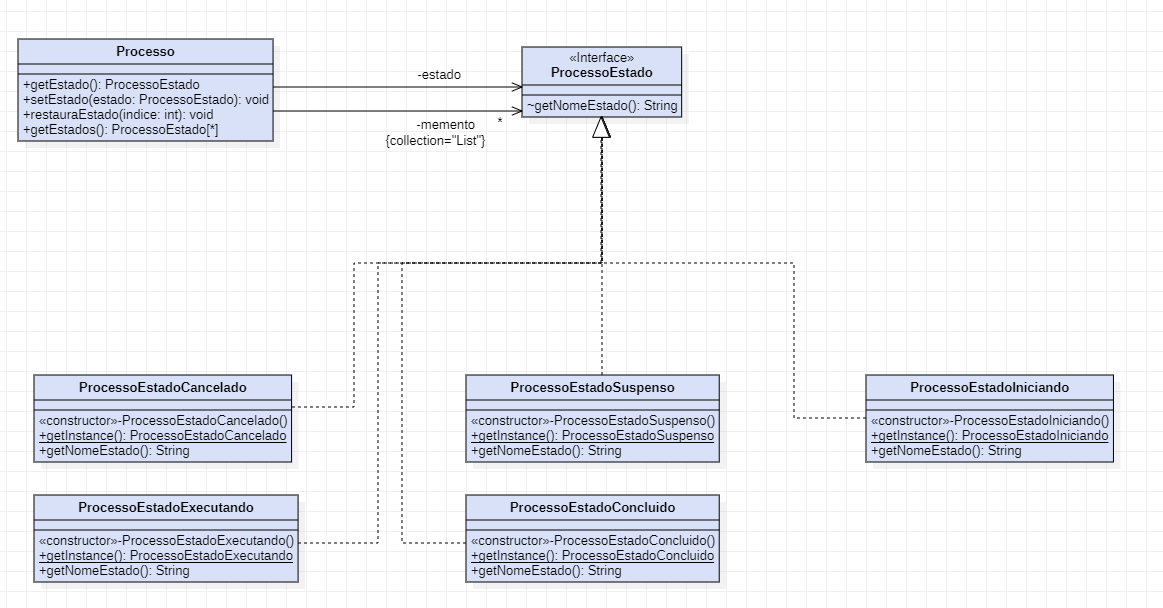 Processo
+getEstado(): ProcessoEstado
+setEstado(estado: ProcessoEstado): void
+restauraEstado(indice: int): void
+getEstados(): ProcessoEstado[*]
-estado
-memento
*
{collection="List"}
«Interface»
ProcessoEstado
~getNomeEstado(): String
ProcessoEstadoCancelado
«constructor»-ProcessoEstadoCancelado()
+getInstance(): ProcessoEstadoCancelado
+getNomeEstado(): String
ProcessoEstadoSuspenso
«constructor»-ProcessoEstadoSuspenso()
+getInstance(): ProcessoEstadoSuspenso
+getNomeEstado(): String
ProcessoEstadoIniciando
«constructor»-ProcessoEstadoIniciando()
+getInstance(): ProcessoEstadoIniciando
+getNomeEstado(): String
ProcessoEstadoExecutando
«constructor»-ProcessoEstadoExecutando()
+getInstance(): ProcessoEstadoExecutando
+getNomeEstado(): String
ProcessoEstadoConcluido
«constructor»-ProcessoEstadoConcluido()
+getInstance(): ProcessoEstadoConcluido
+getNomeEstado(): String